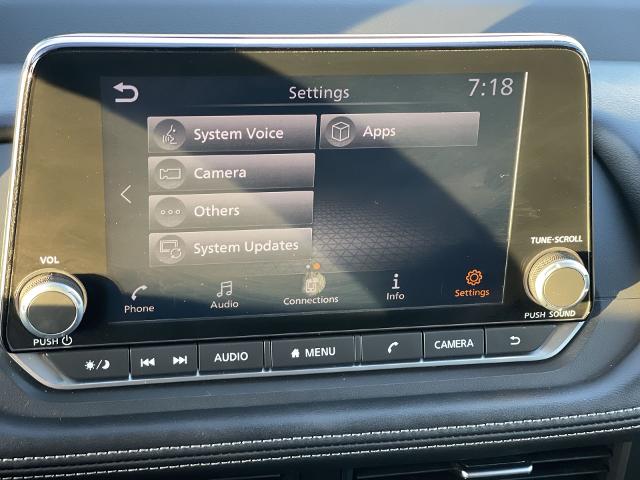 Settings
7:18
System Voice
Apps
Camera
Others
System Updates
VOL
PUSH
TUNE·SCROLL
PUSH SOUND
Phone
Audio
Connections
Info
Settings
AUDIO
MENU
CAMERA